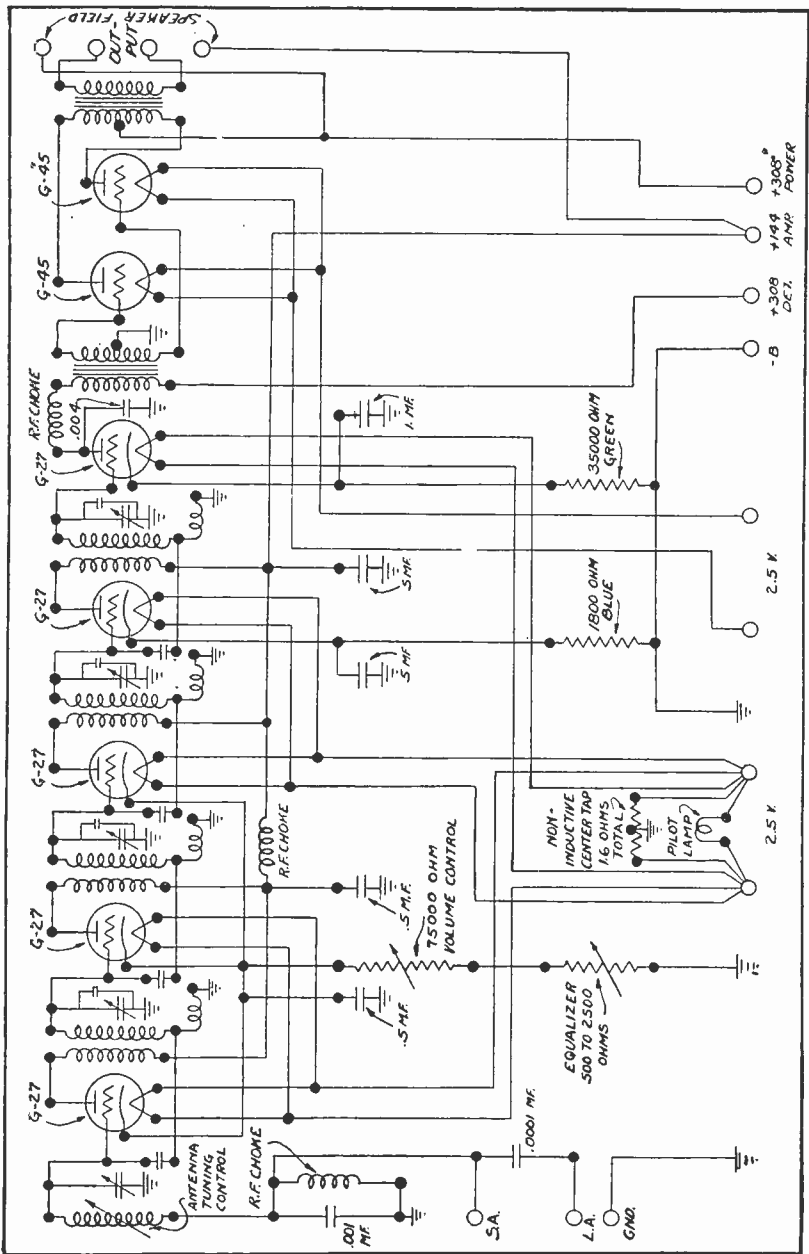 SPEAKER FIELD
OUT-
PUT
G-45
G-45
R.F. CHOKE
.004
G-27
G-27
G-27
G-27
G-27
ANTENNA
TUNING
CONTROL
R.F. CHOKE
.001
MF.
S.A.
.0001 MF.
L.A.
GND.
R.F. CHOKE
.5 M.F.
.5 M.F.
75000 OHM
VOLUME CONTROL
EQUALIZER
500 TO 2500
OHMS
NON-
INDUCTIVE
CENTER TAP
1.6 OHMS
TOTAL
PILOT
LAMP
2.5 V.
.5 MF.
.5 MF.
1800 OHM
BLUE
2.5 V.
1. MF.
35000 OHM
GREEN
-B
+308
DET.
+144
AMP.
+308"
POWER